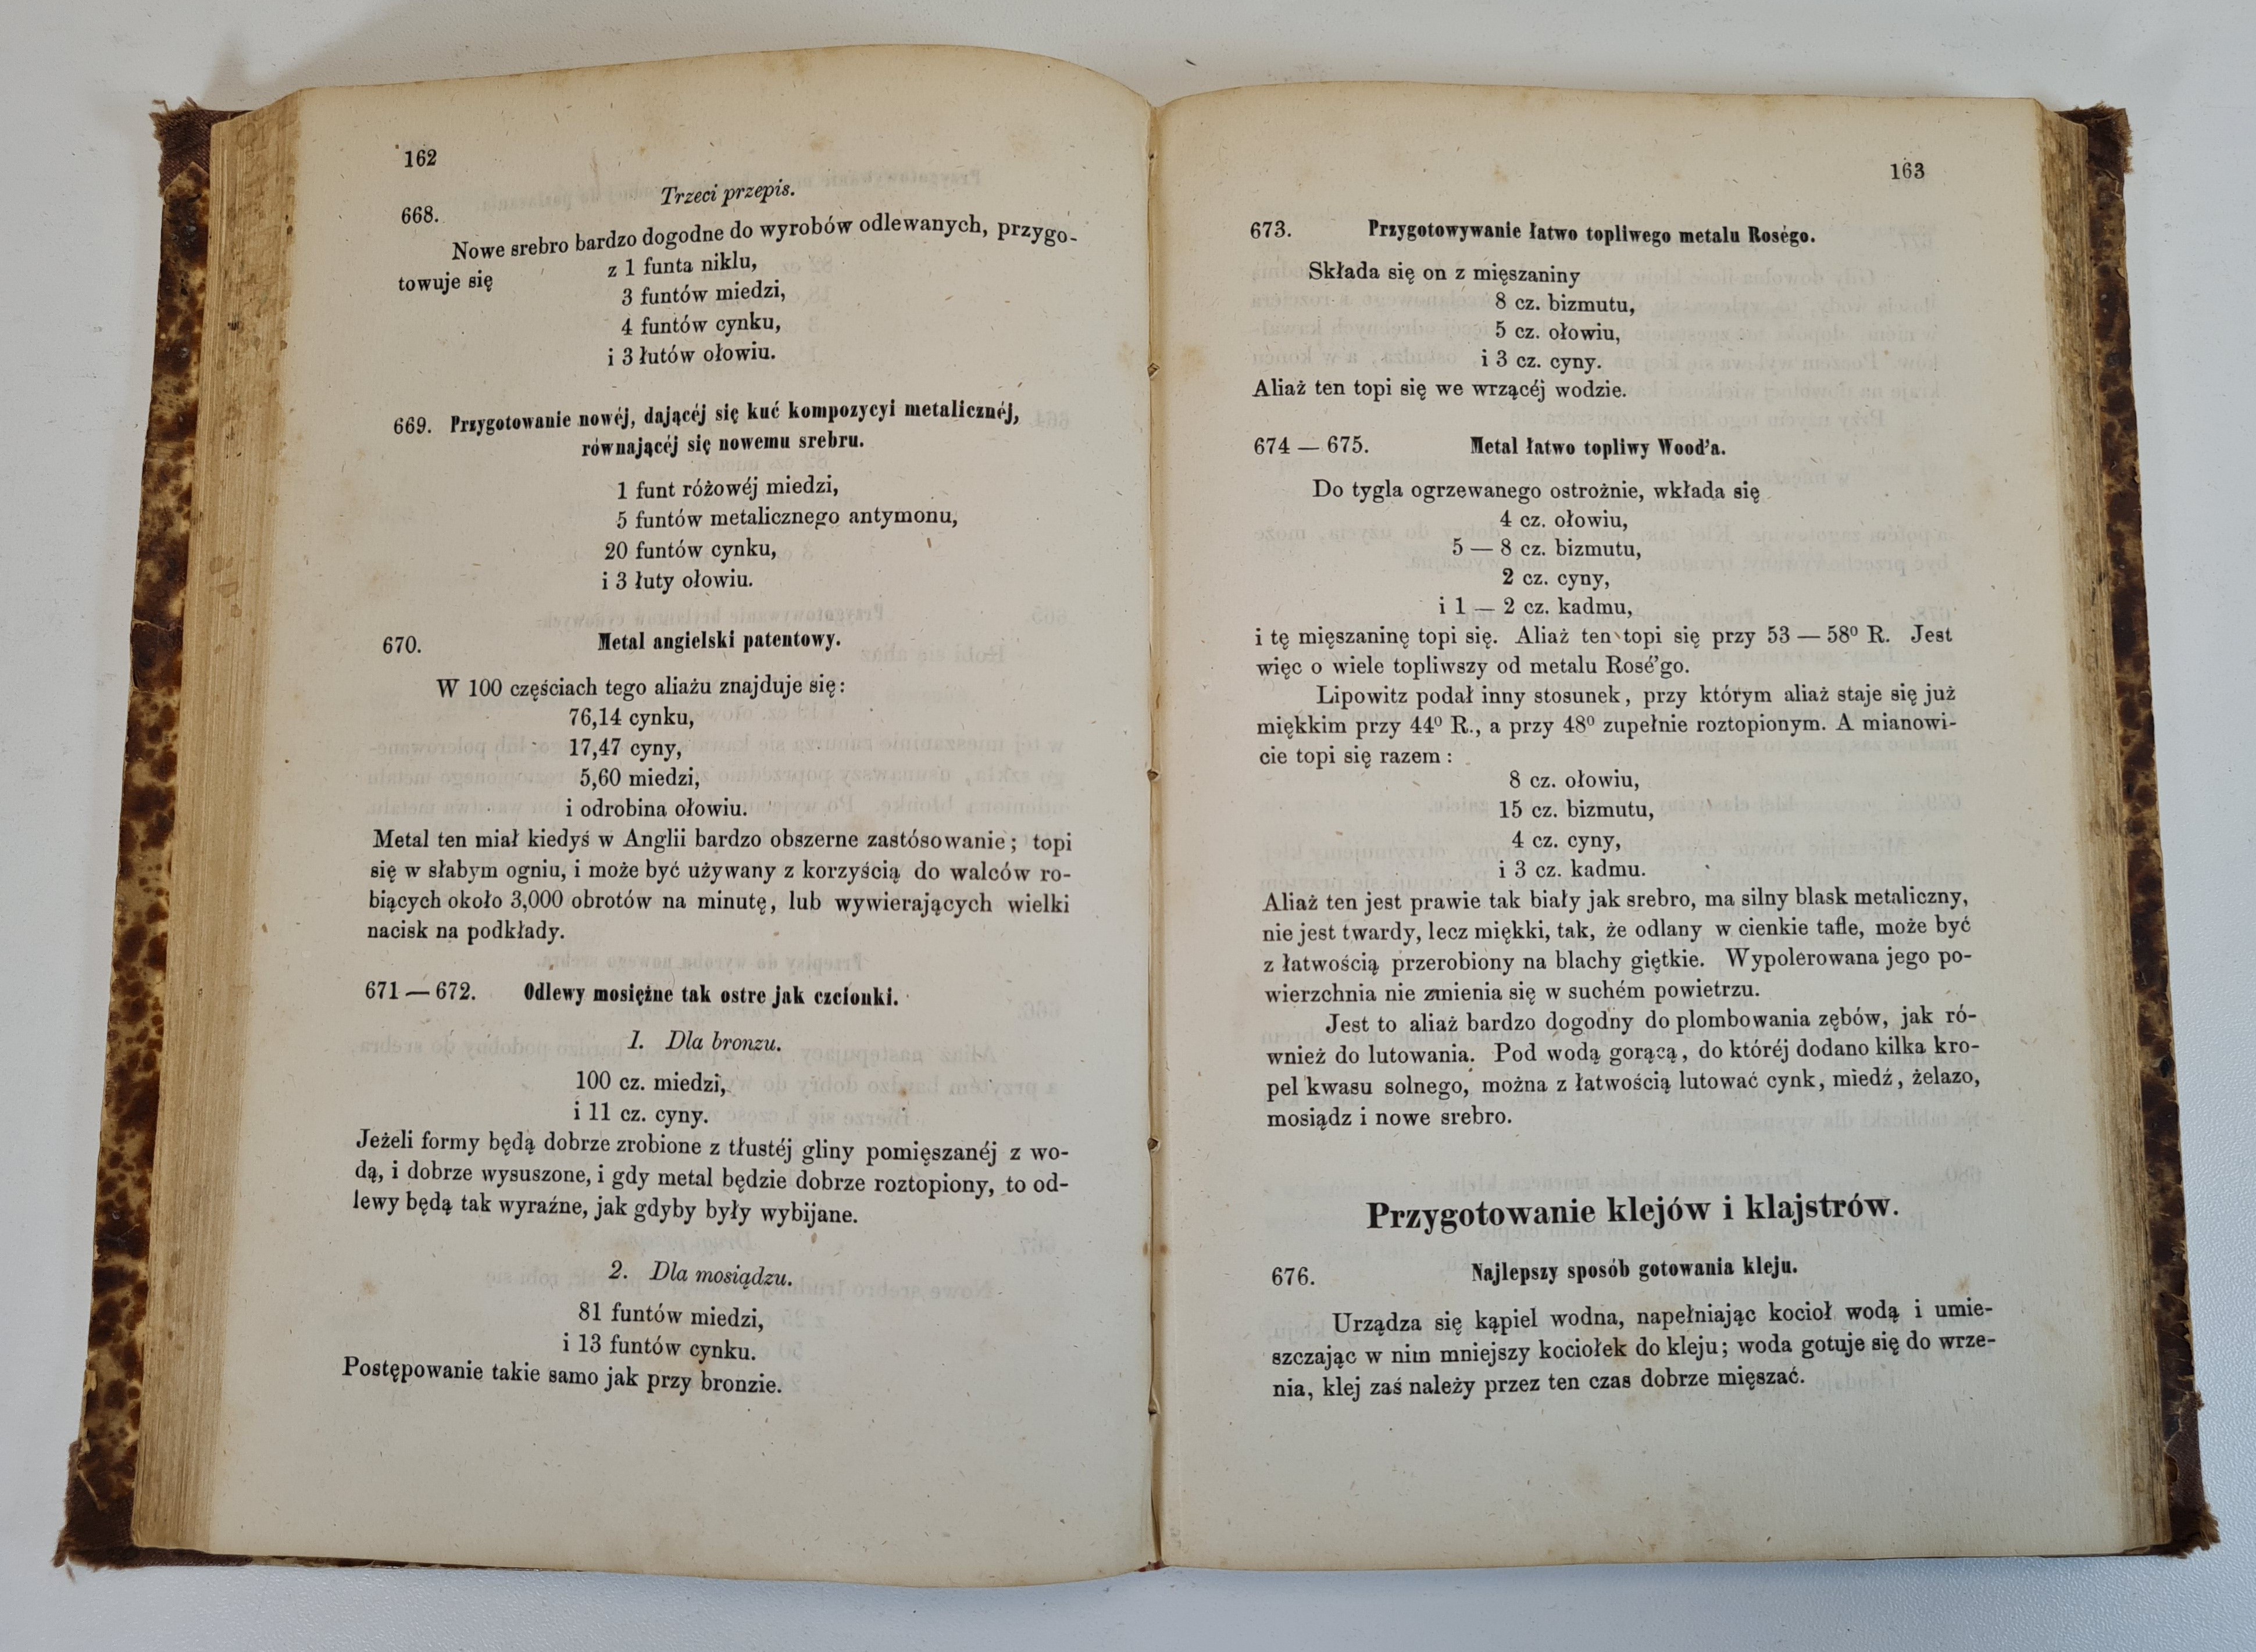 162
Trzeci przepis.
668.
Nowe srebro bardzo dogodne do wyrobów odlewanych, przygo-
towuje się z 1 funta niklu,
3 funtów miedzi,
4 funtów cynku,
i 3 łutów ołowiu.
669. Przygotowanie nowéj, dającéj się kuć kompozycyi metalicznéj,
równającéj się nowemu srebru.
1 funt różowéj miedzi,
5 funtów metalicznego antymonu,
20 funtów cynku,
i 3 łuty ołowiu.
670. Metal angielski patentowy.
W 100 częściach tego aliażu znajduje się:
76,14 cynku,
17,47 cyny,
5,60 miedzi,
i odrobina ołowiu.
Metal ten miał kiedyś w Anglii bardzo obszerne zastósowanie; topi
się w słabym ogniu, i może być używany z korzyścią do walców ro-
biących około 3,000 obrotów na minutę, lub wywierających wielki
nacisk na podkłady.
671 — 672. Odlewy mosiężne tak ostre jak czcionki.
1. Dla bronzu.
100 cz. miedzi,
i 11 cz. cyny.
Jeżeli formy będą dobrze zrobione z tłustéj gliny pomięszanéj z wo-
dą, i dobrze wysuszone, i gdy metal będzie dobrze roztopiony, to od-
lewy będą tak wyraźne, jak gdyby były wybijane.
2. Dla mosiądzu.
81 funtów miedzi,
i 13 funtów cynku.
Postępowanie takie samo jak przy bronzie.
163
673. Przygotowywanie łatwo topliwego metalu Roségo.
Składa się on z mięszaniny
8 cz. bizmutu,
5 cz. ołowiu,
i 3 cz. cyny.
Aliaż ten topi się we wrzącéj wodzie.
674 — 675. Metal łatwo topliwy Wood'a.
Do tygla ogrzewanego ostrożnie, wkłada się
4 cz. ołowiu,
5 — 8 cz. bizmutu,
2 cz. cyny,
i 1 — 2 cz. kadmu,
i tę mięszaninę topi się. Aliaż ten topi się przy 53 — 58⁰ R. Jest
więc o wiele topliwszy od metalu Rosé'go.
Lipowitz podał inny stosunek, przy którym aliaż staje się już
miękkim przy 44⁰ R., a przy 48⁰ zupełnie roztopionym. A mianowi-
cie topi się razem :
8 cz. ołowiu,
15 cz. bizmutu,
4 cz. cyny,
i 3 cz. kadmu.
Aliaż ten jest prawie tak biały jak srebro, ma silny blask metaliczny,
nie jest twardy, lecz miękki, tak, że odlany w cienkie tafle, może być
z łatwością przerobiony na blachy giętkie. Wypolerowana jego po-
wierzchnia nie zmienia się w suchém powietrzu.
Jest to aliaż bardzo dogodny do plombowania zębów, jak ró-
wnież do lutowania. Pod wodą gorącą, do któréj dodano kilka kro-
pel kwasu solnego, można z łatwością lutować cynk, miedź, żelazo,
mosiądz i nowe srebro.
Przygotowanie klejów i klajstrów.
676. Najlepszy sposób gotowania kleju.
Urządza się kąpiel wodna, napełniając kocioł wodą i umie-
szczając w nim mniejszy kociołek do kleju; woda gotuje się do wrze-
nia, klej zaś należy przez ten czas dobrze mięszać.